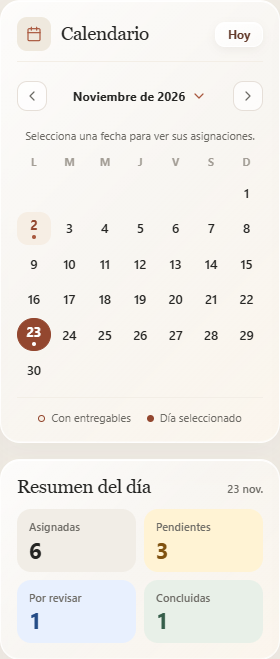 Calendario
Hoy
Noviembre de 2026
Selecciona una fecha para ver sus asignaciones.
L M M J V S D
1
2 3 4 5 6 7 8
9 10 11 12 13 14 15
16 17 18 19 20 21 22
23 24 25 26 27 28 29
30
Con entregables Día seleccionado
Resumen del día 23 nov.
Asignadas Pendientes
6 3
Por revisar Concluidas
1 1